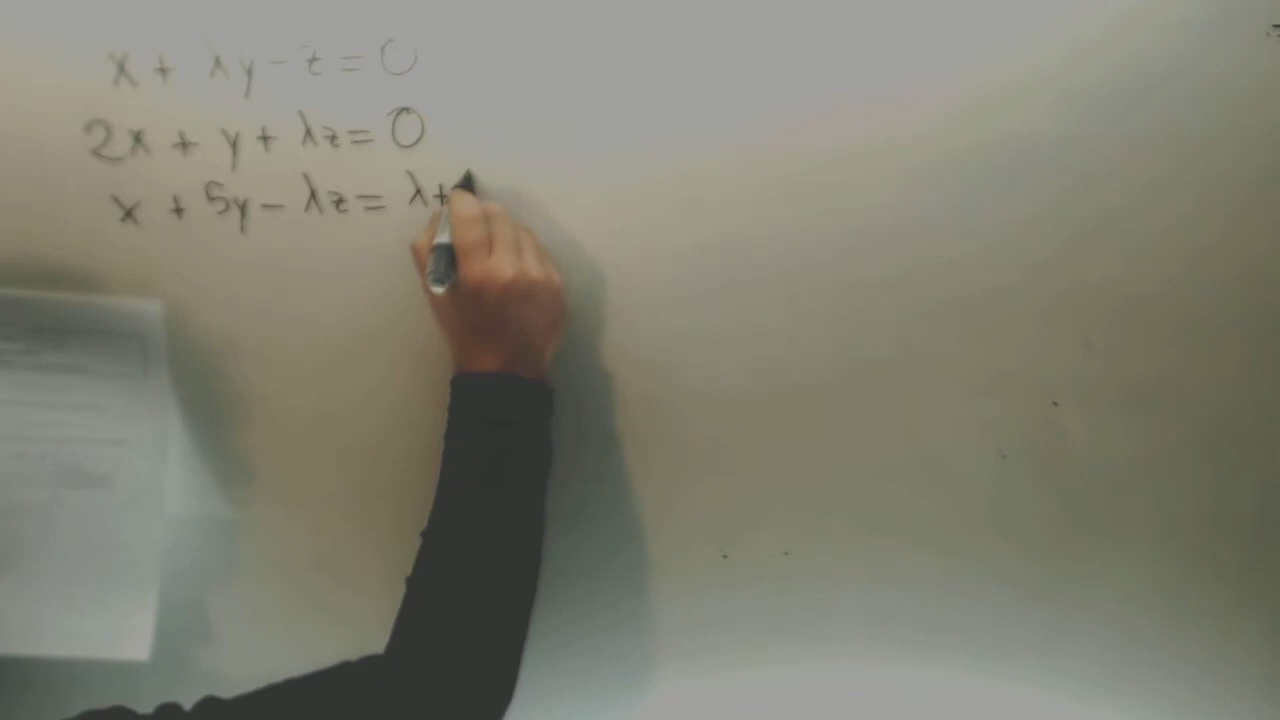 x + λy - z = 0
2x + y + λz = 0
x + 5y - λz = λ+